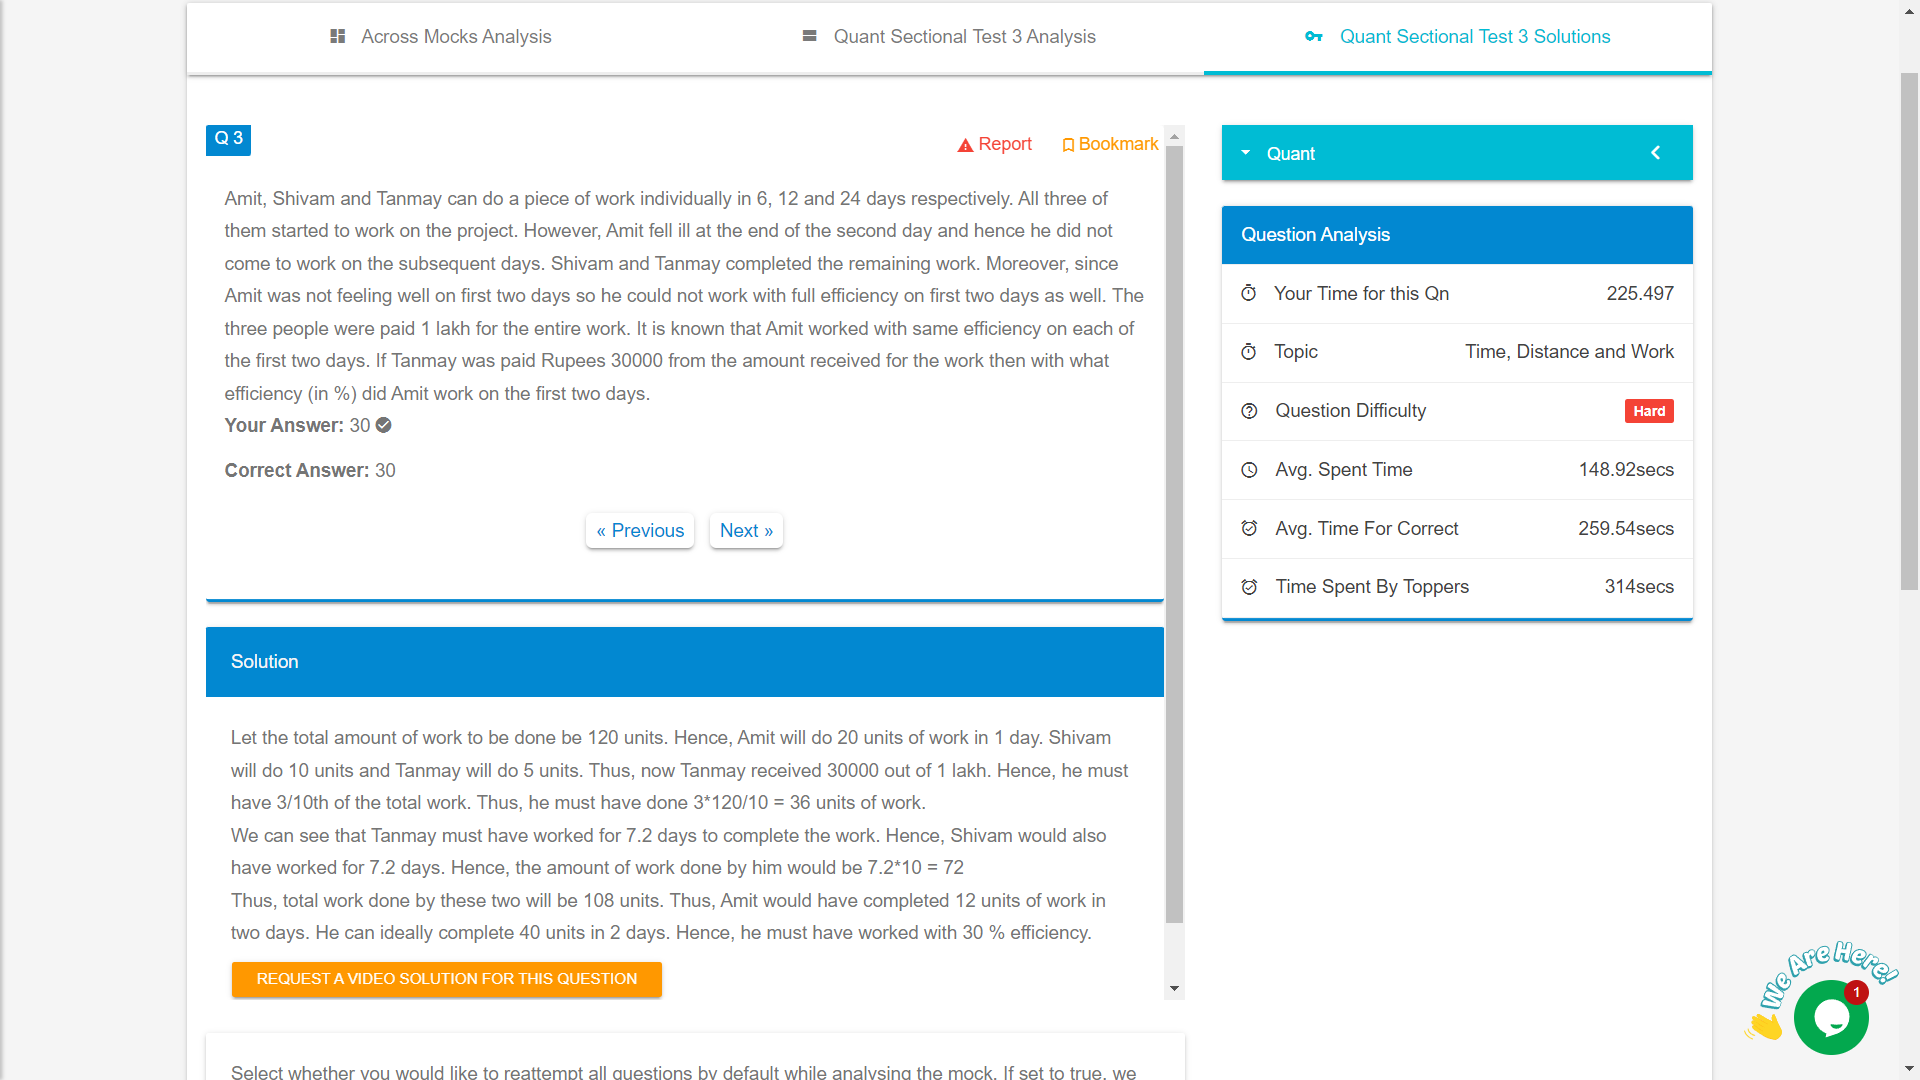 Across Mocks Analysis
Quant Sectional Test 3 Analysis
Quant Sectional Test 3 Solutions
Q 3
Report
Bookmark
Amit, Shivam and Tanmay can do a piece of work individually in 6, 12 and 24 days respectively. All three of
them started to work on the project. However, Amit fell ill at the end of the second day and hence he did not
come to work on the subsequent days. Shivam and Tanmay completed the remaining work. Moreover, since
Amit was not feeling well on first two days so he could not work with full efficiency on first two days as well. The
three people were paid 1 lakh for the entire work. It is known that Amit worked with same efficiency on each of
the first two days. If Tanmay was paid Rupees 30000 from the amount received for the work then with what
efficiency (in %) did Amit work on the first two days.
Your Answer: 30
Correct Answer: 30
« Previous
Next »
Solution
Let the total amount of work to be done be 120 units. Hence, Amit will do 20 units of work in 1 day. Shivam
will do 10 units and Tanmay will do 5 units. Thus, now Tanmay received 30000 out of 1 lakh. Hence, he must
have 3/10th of the total work. Thus, he must have done 3*120/10 = 36 units of work.
We can see that Tanmay must have worked for 7.2 days to complete the work. Hence, Shivam would also
have worked for 7.2 days. Hence, the amount of work done by him would be 7.2*10 = 72
Thus, total work done by these two will be 108 units. Thus, Amit would have completed 12 units of work in
two days. He can ideally complete 40 units in 2 days. Hence, he must have worked with 30 % efficiency.
REQUEST A VIDEO SOLUTION FOR THIS QUESTION
Select whether you would like to reattempt all questions by default while analysing the mock. If set to true, we
Quant
Question Analysis
Your Time for this Qn 225.497
Topic Time, Distance and Work
Question Difficulty Hard
Avg. Spent Time 148.92secs
Avg. Time For Correct 259.54secs
Time Spent By Toppers 314secs
We Are Here!
1